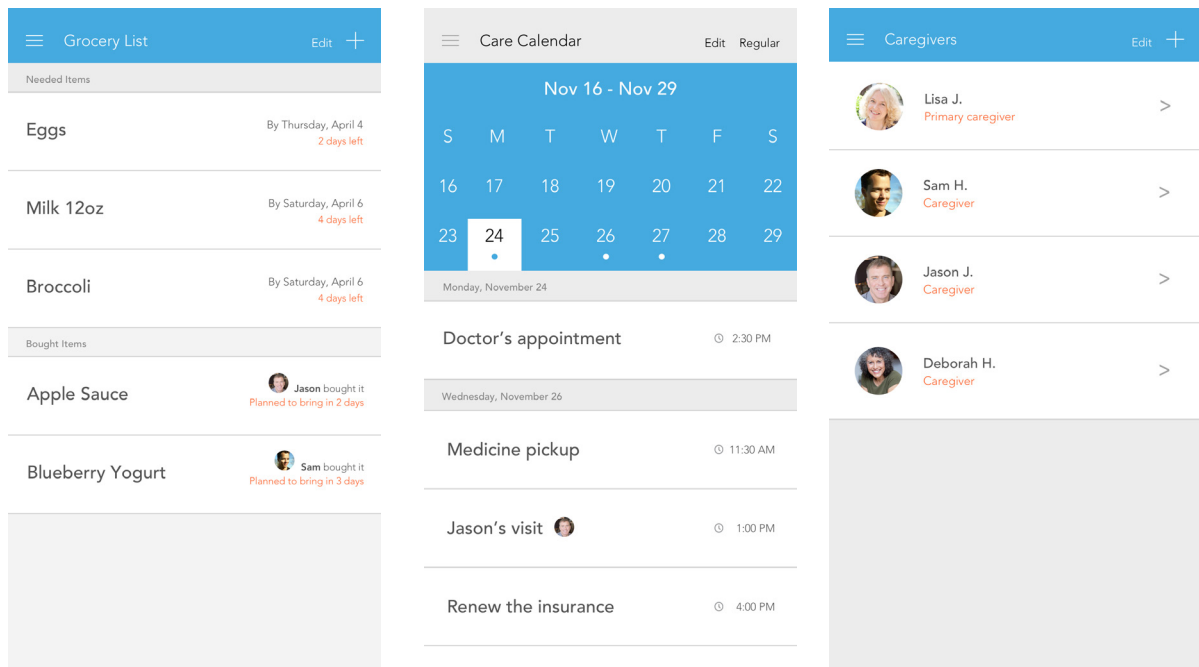 Grocery List
Edit
Needed Items
Eggs
By Thursday, April 4
2 days left
Milk 12oz
By Saturday, April 6
4 days left
Broccoli
By Saturday, April 6
4 days left
Bought Items
Apple Sauce
Jason bought it
Planned to bring in 2 days
Blueberry Yogurt
Sam bought it
Planned to bring in 3 days
Care Calendar
Edit Regular
Nov 16 - Nov 29
S M T W T F S
16 17 18 19 20 21 22
23 24 25 26 27 28 29
Monday, November 24
Doctor’s appointment
2:30 PM
Wednesday, November 26
Medicine pickup
11:30 AM
Jason’s visit
1:00 PM
Renew the insurance
4:00 PM
Caregivers
Edit
Lisa J.
Primary caregiver
Sam H.
Caregiver
Jason J.
Caregiver
Deborah H.
Caregiver